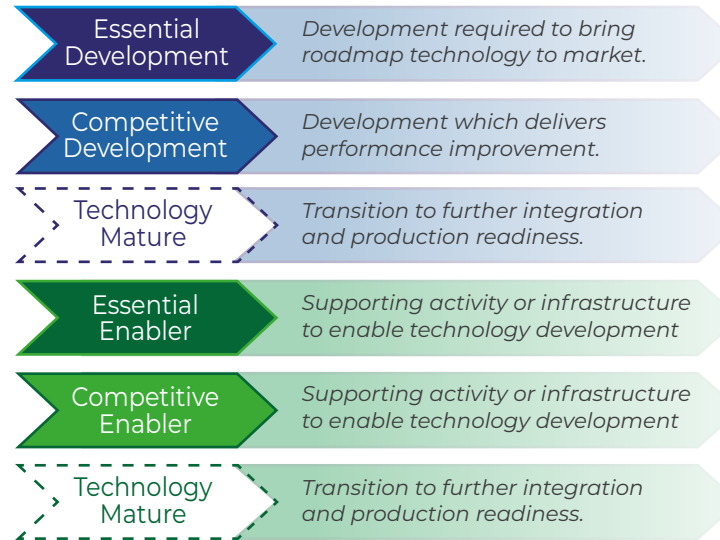 Essential
Development
Development required to bring
roadmap technology to market.
Competitive
Development
Development which delivers
performance improvement.
Technology
Mature
Transition to further integration
and production readiness.
Essential
Enabler
Supporting activity or infrastructure
to enable technology development
Competitive
Enabler
Supporting activity or infrastructure
to enable technology development
Technology
Mature
Transition to further integration
and production readiness.